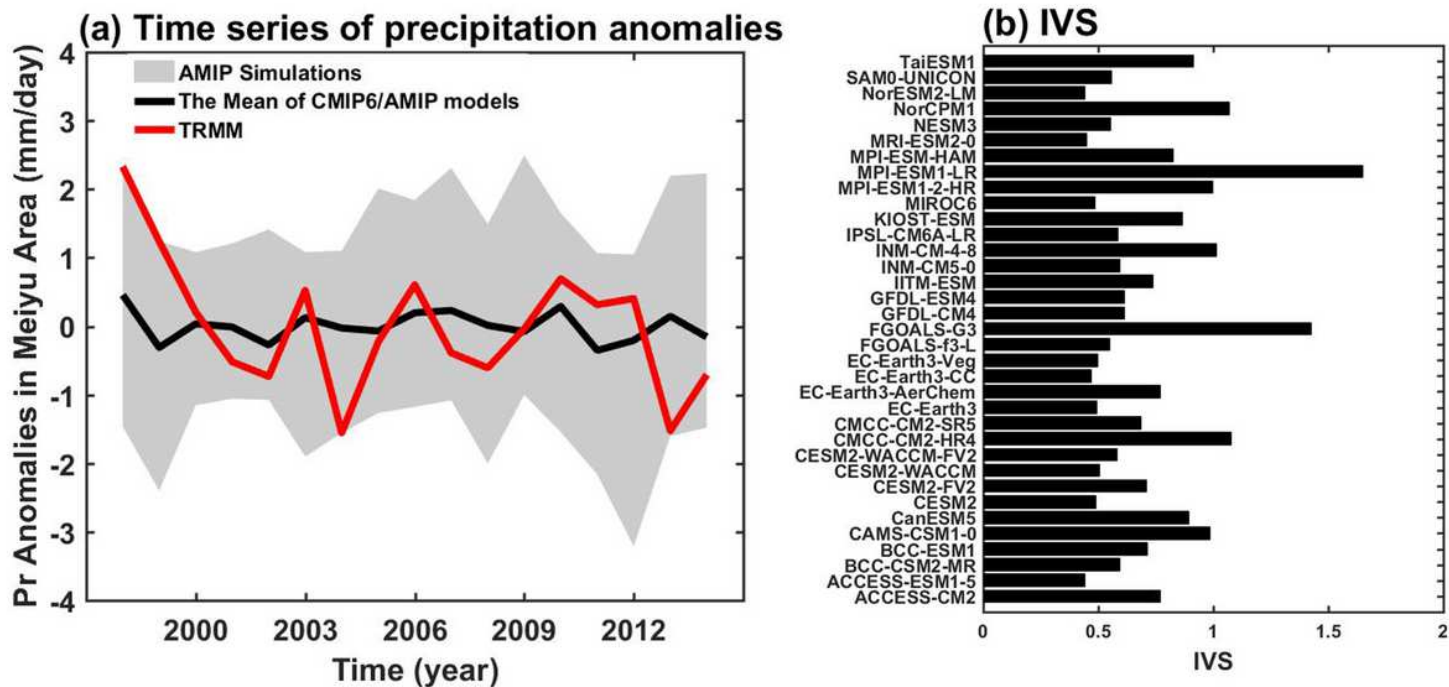 (a) Time series of precipitation anomalies
Pr Anomalies in Meiyu Area (mm/day)
4
3
2
1
0
-1
-2
-3
-4
AMIP Simulations
The Mean of CMIP6/AMIP models
TRMM
2000 2003 2006 2009 2012
Time (year)
(b) IVS
TaiESM1
SAM0-UNICON
NorESM2-LM
NorCPM1
NESM3
MRI-ESM2-0
MPI-ESM-HAM
MPI-ESM1-LR
MPI-ESM1-2-HR
MIROC6
KIOST-ESM
IPSL-CM6A-LR
INM-CM-4-8
INM-CM5-0
IITM-ESM
GFDL-ESM4
GFDL-CM4
FGOALS-G3
FGOALS-f3-L
EC-Earth3-Veg
EC-Earth3-CC
EC-Earth3-AerChem
EC-Earth3
CMCC-CM2-SR5
CMCC-CM2-HR4
CESM2-WACCM-FV2
CESM2-WACCM
CESM2-FV2
CESM2
CanESM5
CAMS-CSM1-0
BCC-ESM1
BCC-CSM2-MR
ACCESS-ESM1-5
ACCESS-CM2
0 0.5 1 1.5 2
IVS